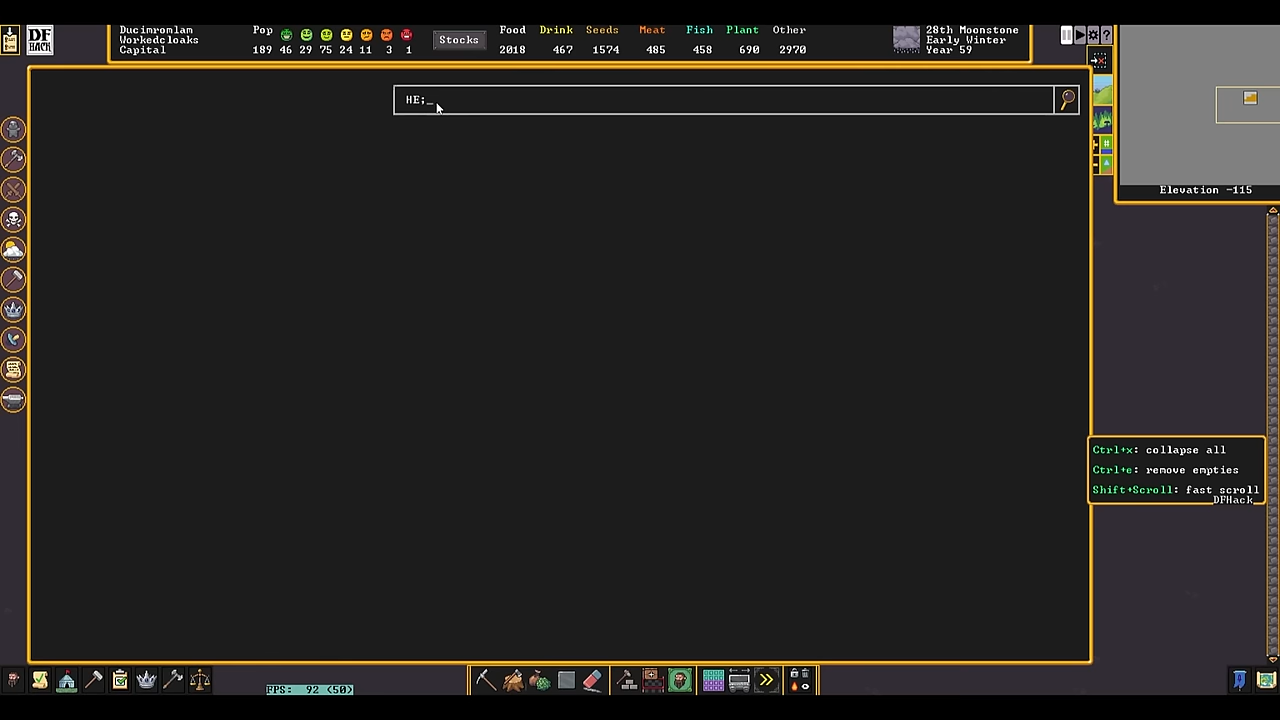 DF
HACK
Ducimromlam
Workedcloaks
Capital
Pop
189 46 29 75 24 11 3 1
Stocks
Food Drink Seeds Meat Fish Plant Other
2018 467 1574 485 458 690 2970
28th Moonstone
Early Winter
Year 59
HE;_
Elevation -115
Ctrl+x: collapse all
Ctrl+e: remove empties
Shift+Scroll: fast scroll
DFHack
FPS: 92 (50)